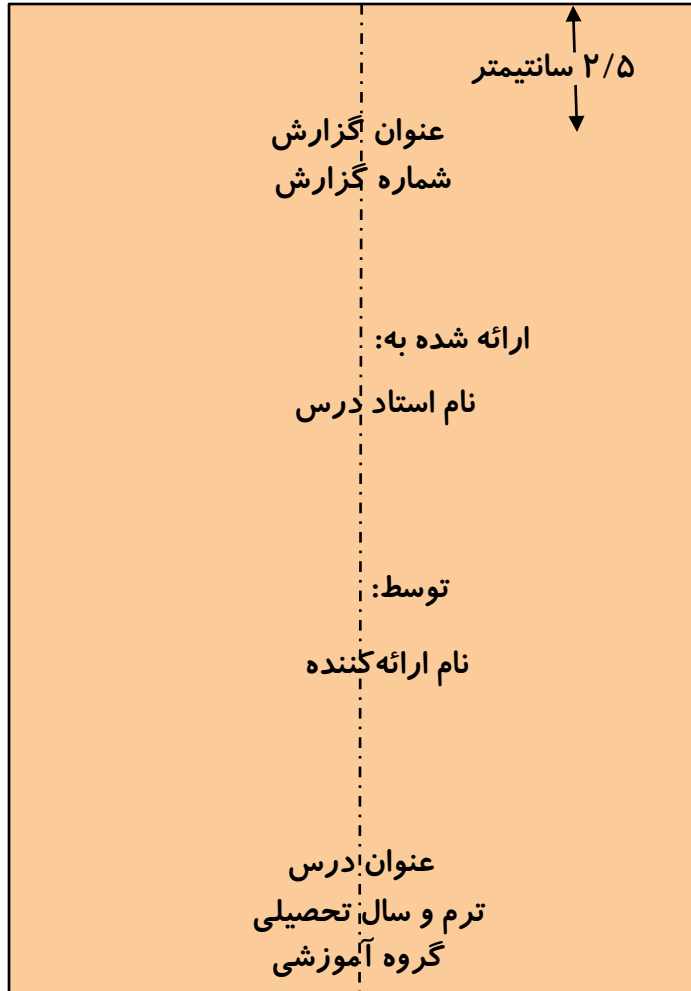 ۲/۵ سانتیمتر
عنوان گزارش
شماره گزارش
ارائه شده به:
نام استاد درس
توسط:
نام ارائه‌کننده
عنوان درس
ترم و سال تحصیلی
گروه آموزشی